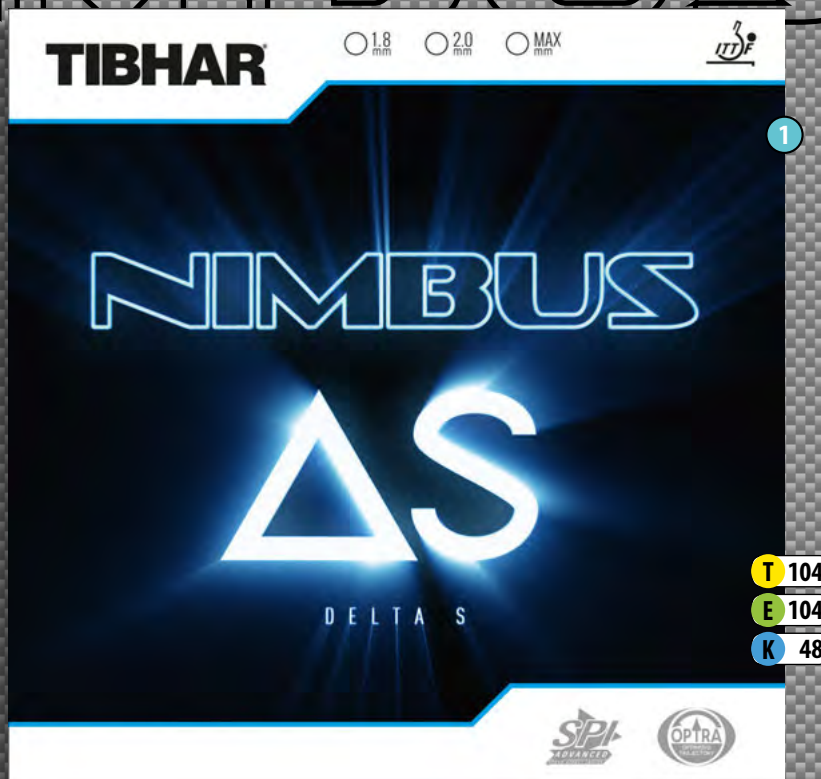 TIBHAR
1.8 mm 2.0 mm MAX mm
ITTF
1
NIMBUS
ΔS
DELTA S
T 104
E 104
K 48
SPI
ADVANCED
OPTRA
TRAJECTORY